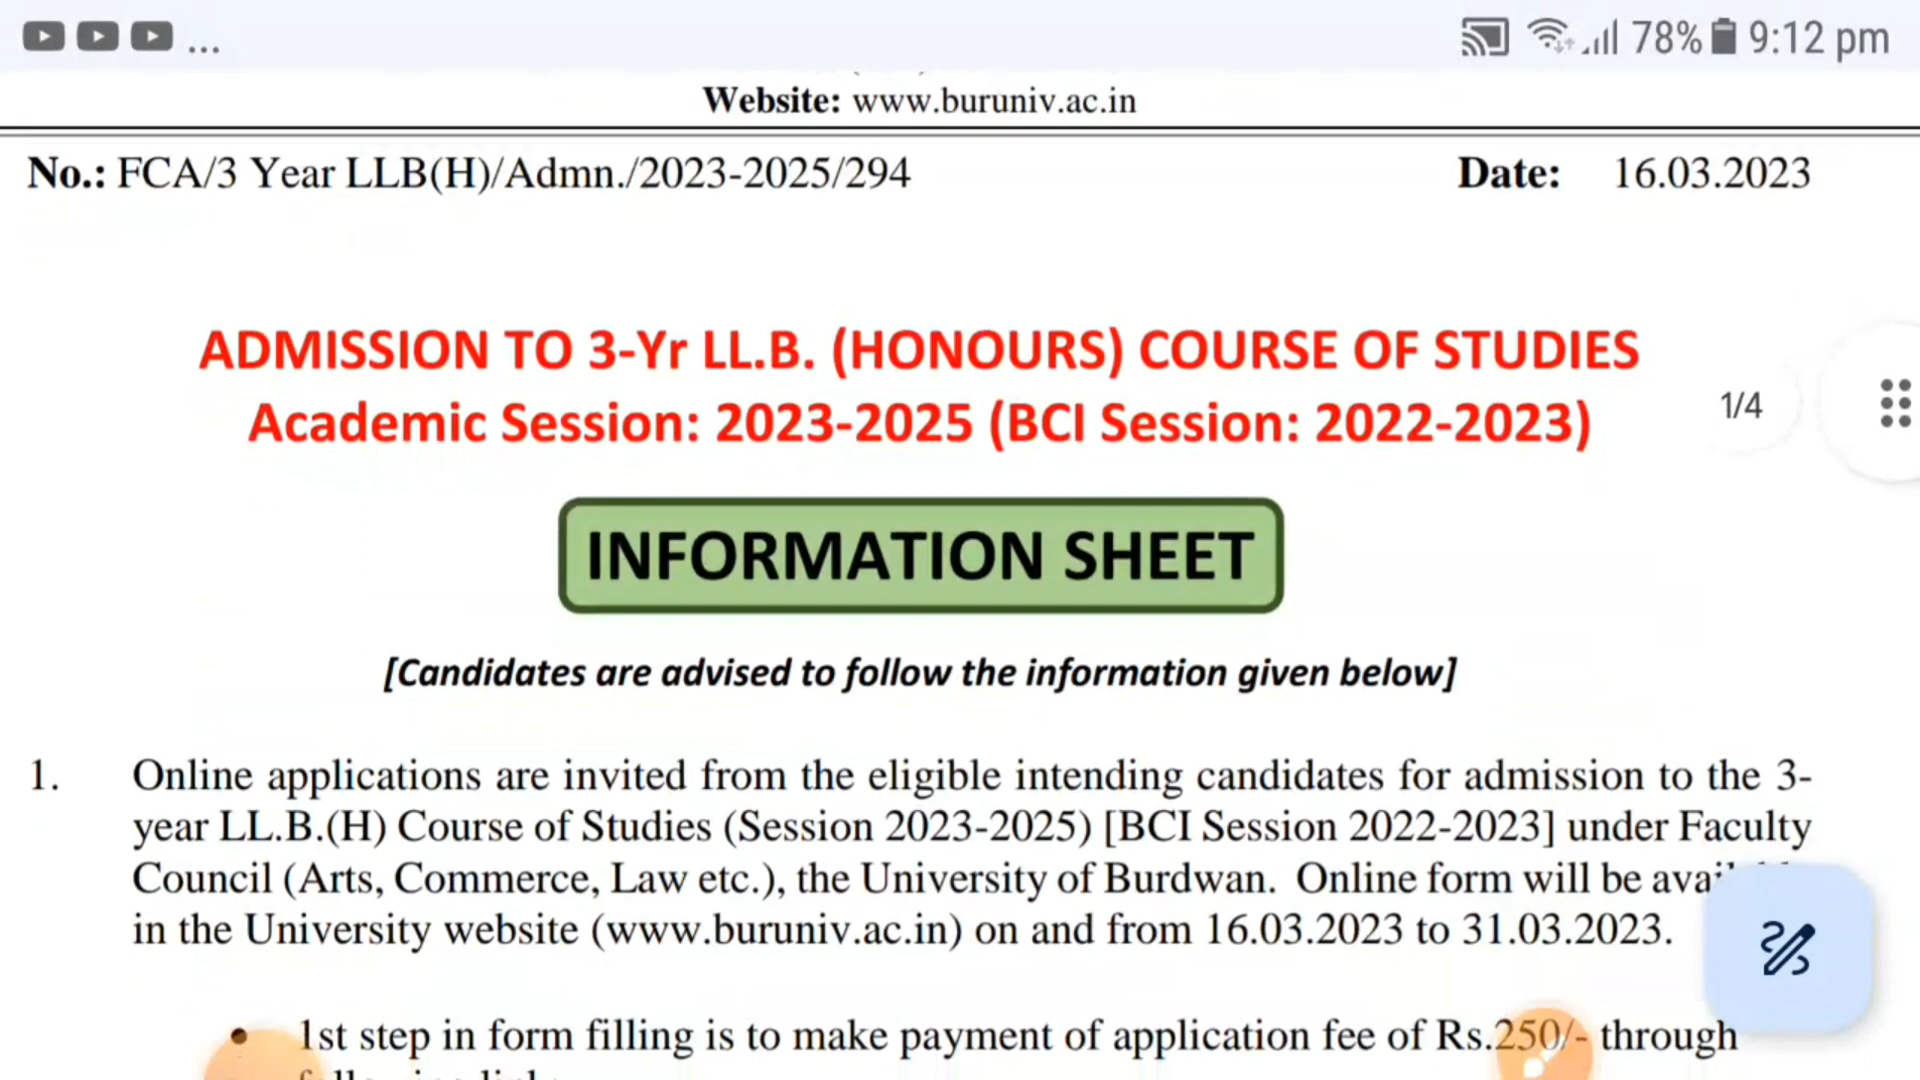 ... 78% 9:12 pm
Website: www.buruniv.ac.in
No.: FCA/3 Year LLB(H)/Admn./2023-2025/294 Date: 16.03.2023
ADMISSION TO 3-Yr LL.B. (HONOURS) COURSE OF STUDIES
Academic Session: 2023-2025 (BCI Session: 2022-2023)
1/4
INFORMATION SHEET
[Candidates are advised to follow the information given below]
1. Online applications are invited from the eligible intending candidates for admission to the 3-
year LL.B.(H) Course of Studies (Session 2023-2025) [BCI Session 2022-2023] under Faculty
Council (Arts, Commerce, Law etc.), the University of Burdwan. Online form will be
in the University website (www.buruniv.ac.in) on and from 16.03.2023 to 31.03.2023.
• 1st step in form filling is to make payment of application fee of Rs.250/- through